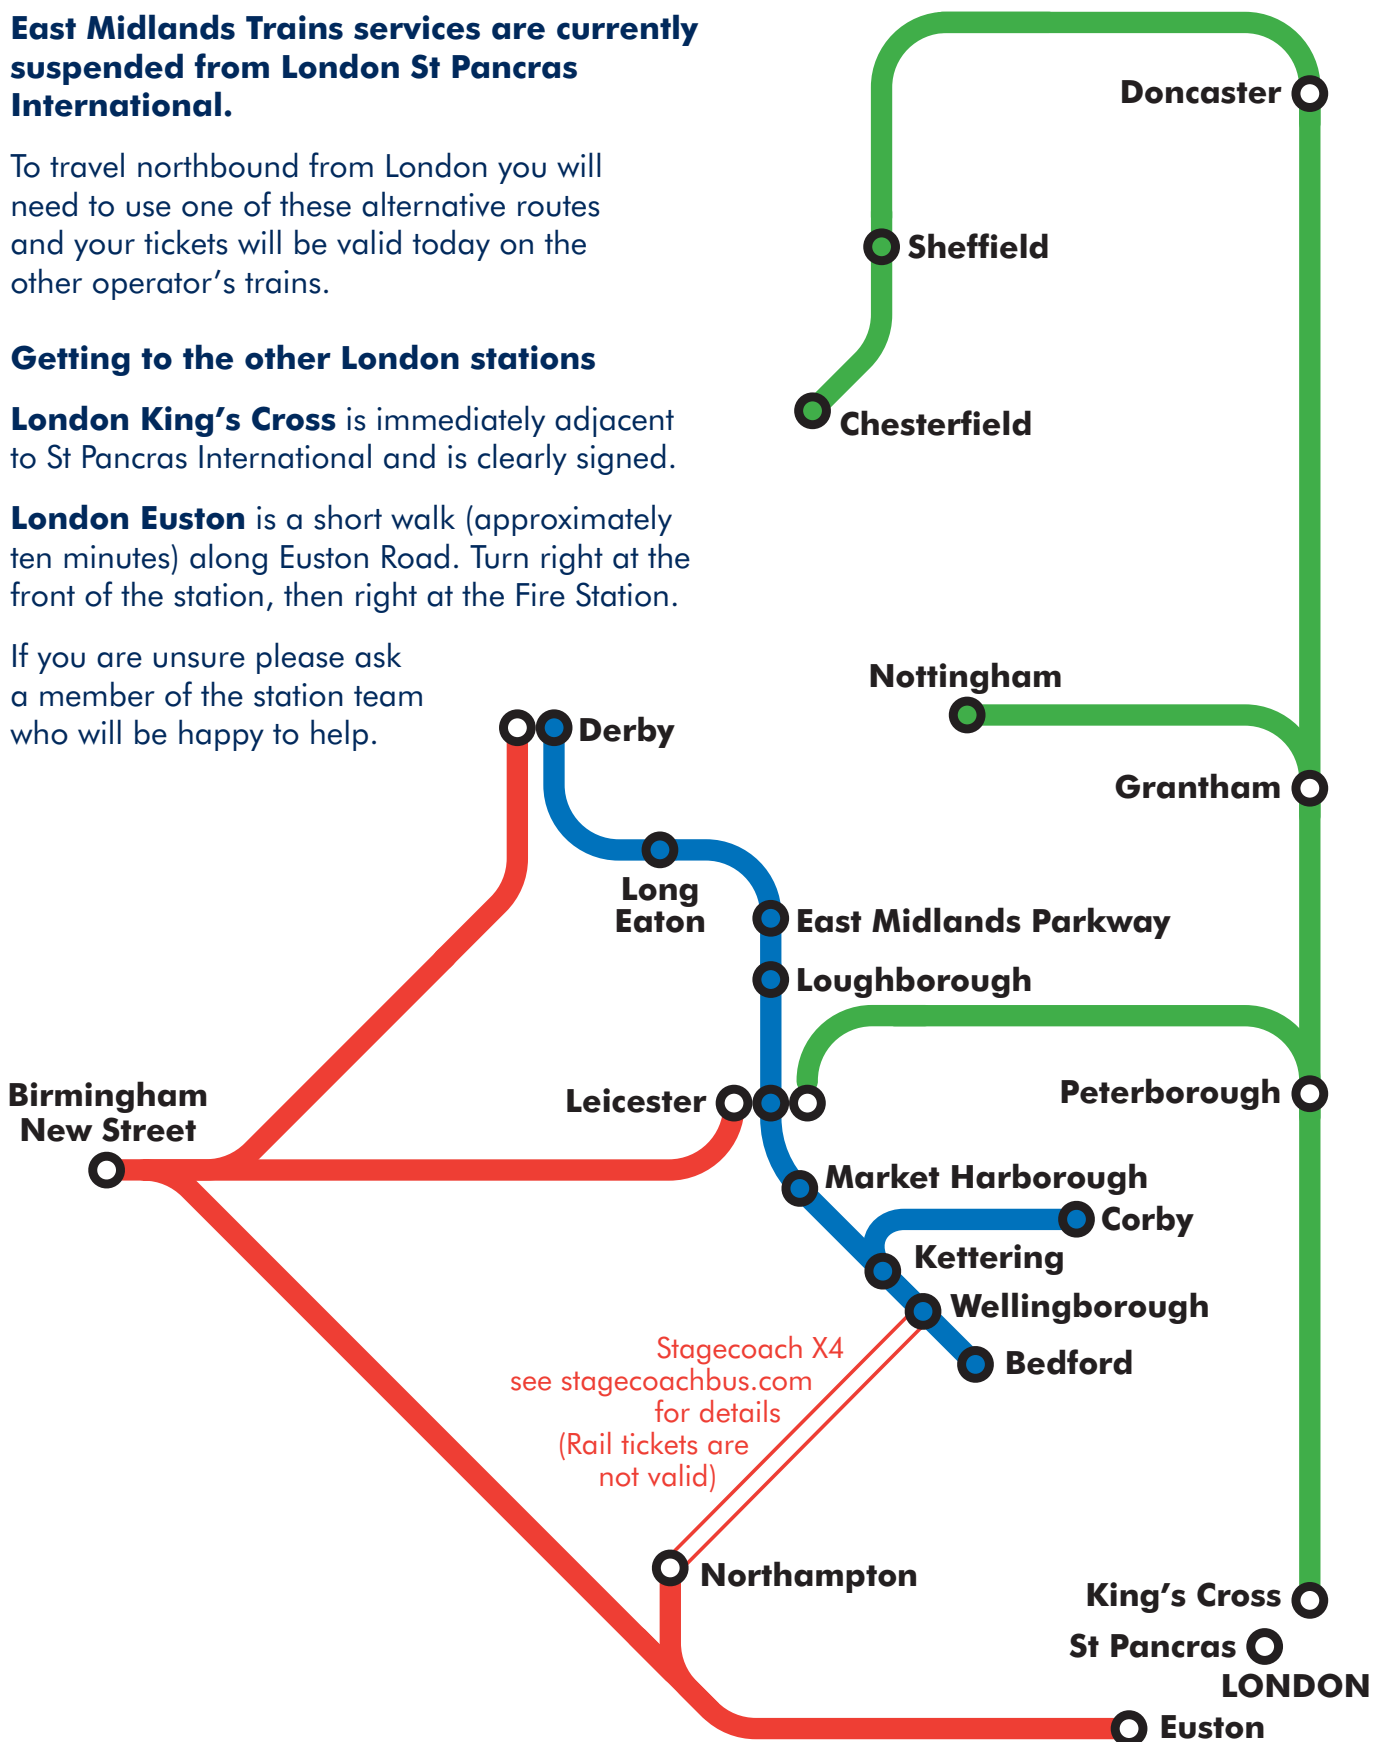 East Midlands Trains services are currently
suspended from London St Pancras
International.
To travel northbound from London you will
need to use one of these alternative routes
and your tickets will be valid today on the
other operator’s trains.
Getting to the other London stations
London King’s Cross is immediately adjacent
to St Pancras International and is clearly signed.
London Euston is a short walk (approximately
ten minutes) along Euston Road. Turn right at the
front of the station, then right at the Fire Station.
If you are unsure please ask
a member of the station team
who will be happy to help.
Doncaster
Sheffield
Chesterfield
Nottingham
Derby
Grantham
Long
Eaton
East Midlands Parkway
Loughborough
Birmingham
New Street
Leicester
Peterborough
Market Harborough
Corby
Kettering
Wellingborough
Bedford
Stagecoach X4
see stagecoachbus.com
for details
(Rail tickets are
not valid)
Northampton
King’s Cross
St Pancras
LONDON
Euston